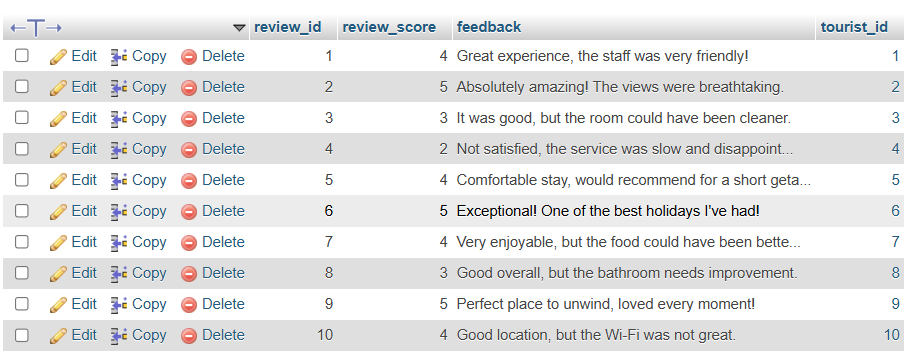 ←T→ review_id review_score feedback tourist_id
Edit Copy Delete 1 4 Great experience, the staff was very friendly! 1
Edit Copy Delete 2 5 Absolutely amazing! The views were breathtaking. 2
Edit Copy Delete 3 3 It was good, but the room could have been cleaner. 3
Edit Copy Delete 4 2 Not satisfied, the service was slow and disappoint... 4
Edit Copy Delete 5 4 Comfortable stay, would recommend for a short geta... 5
Edit Copy Delete 6 5 Exceptional! One of the best holidays I've had! 6
Edit Copy Delete 7 4 Very enjoyable, but the food could have been bette... 7
Edit Copy Delete 8 3 Good overall, but the bathroom needs improvement. 8
Edit Copy Delete 9 5 Perfect place to unwind, loved every moment! 9
Edit Copy Delete 10 4 Good location, but the Wi-Fi was not great. 10